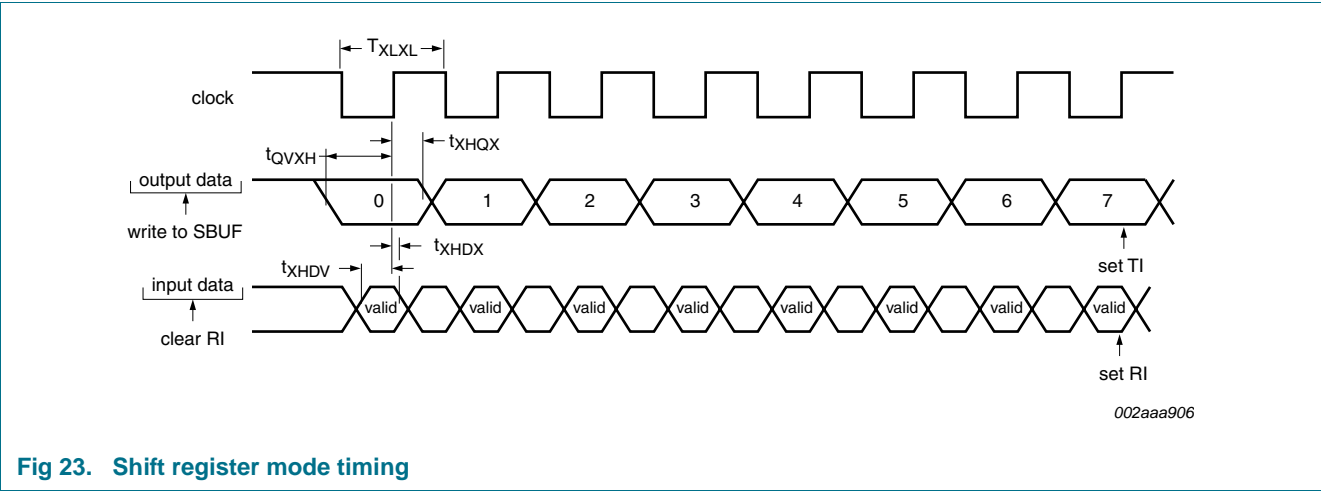 TXLXL
clock
tXHQX
tQVXH
output data
0 1 2 3 4 5 6 7
write to SBUF
tXHDX
set TI
tXHDV
input data
valid valid valid valid valid valid valid valid
clear RI
set RI
002aaa906
Fig 23. Shift register mode timing